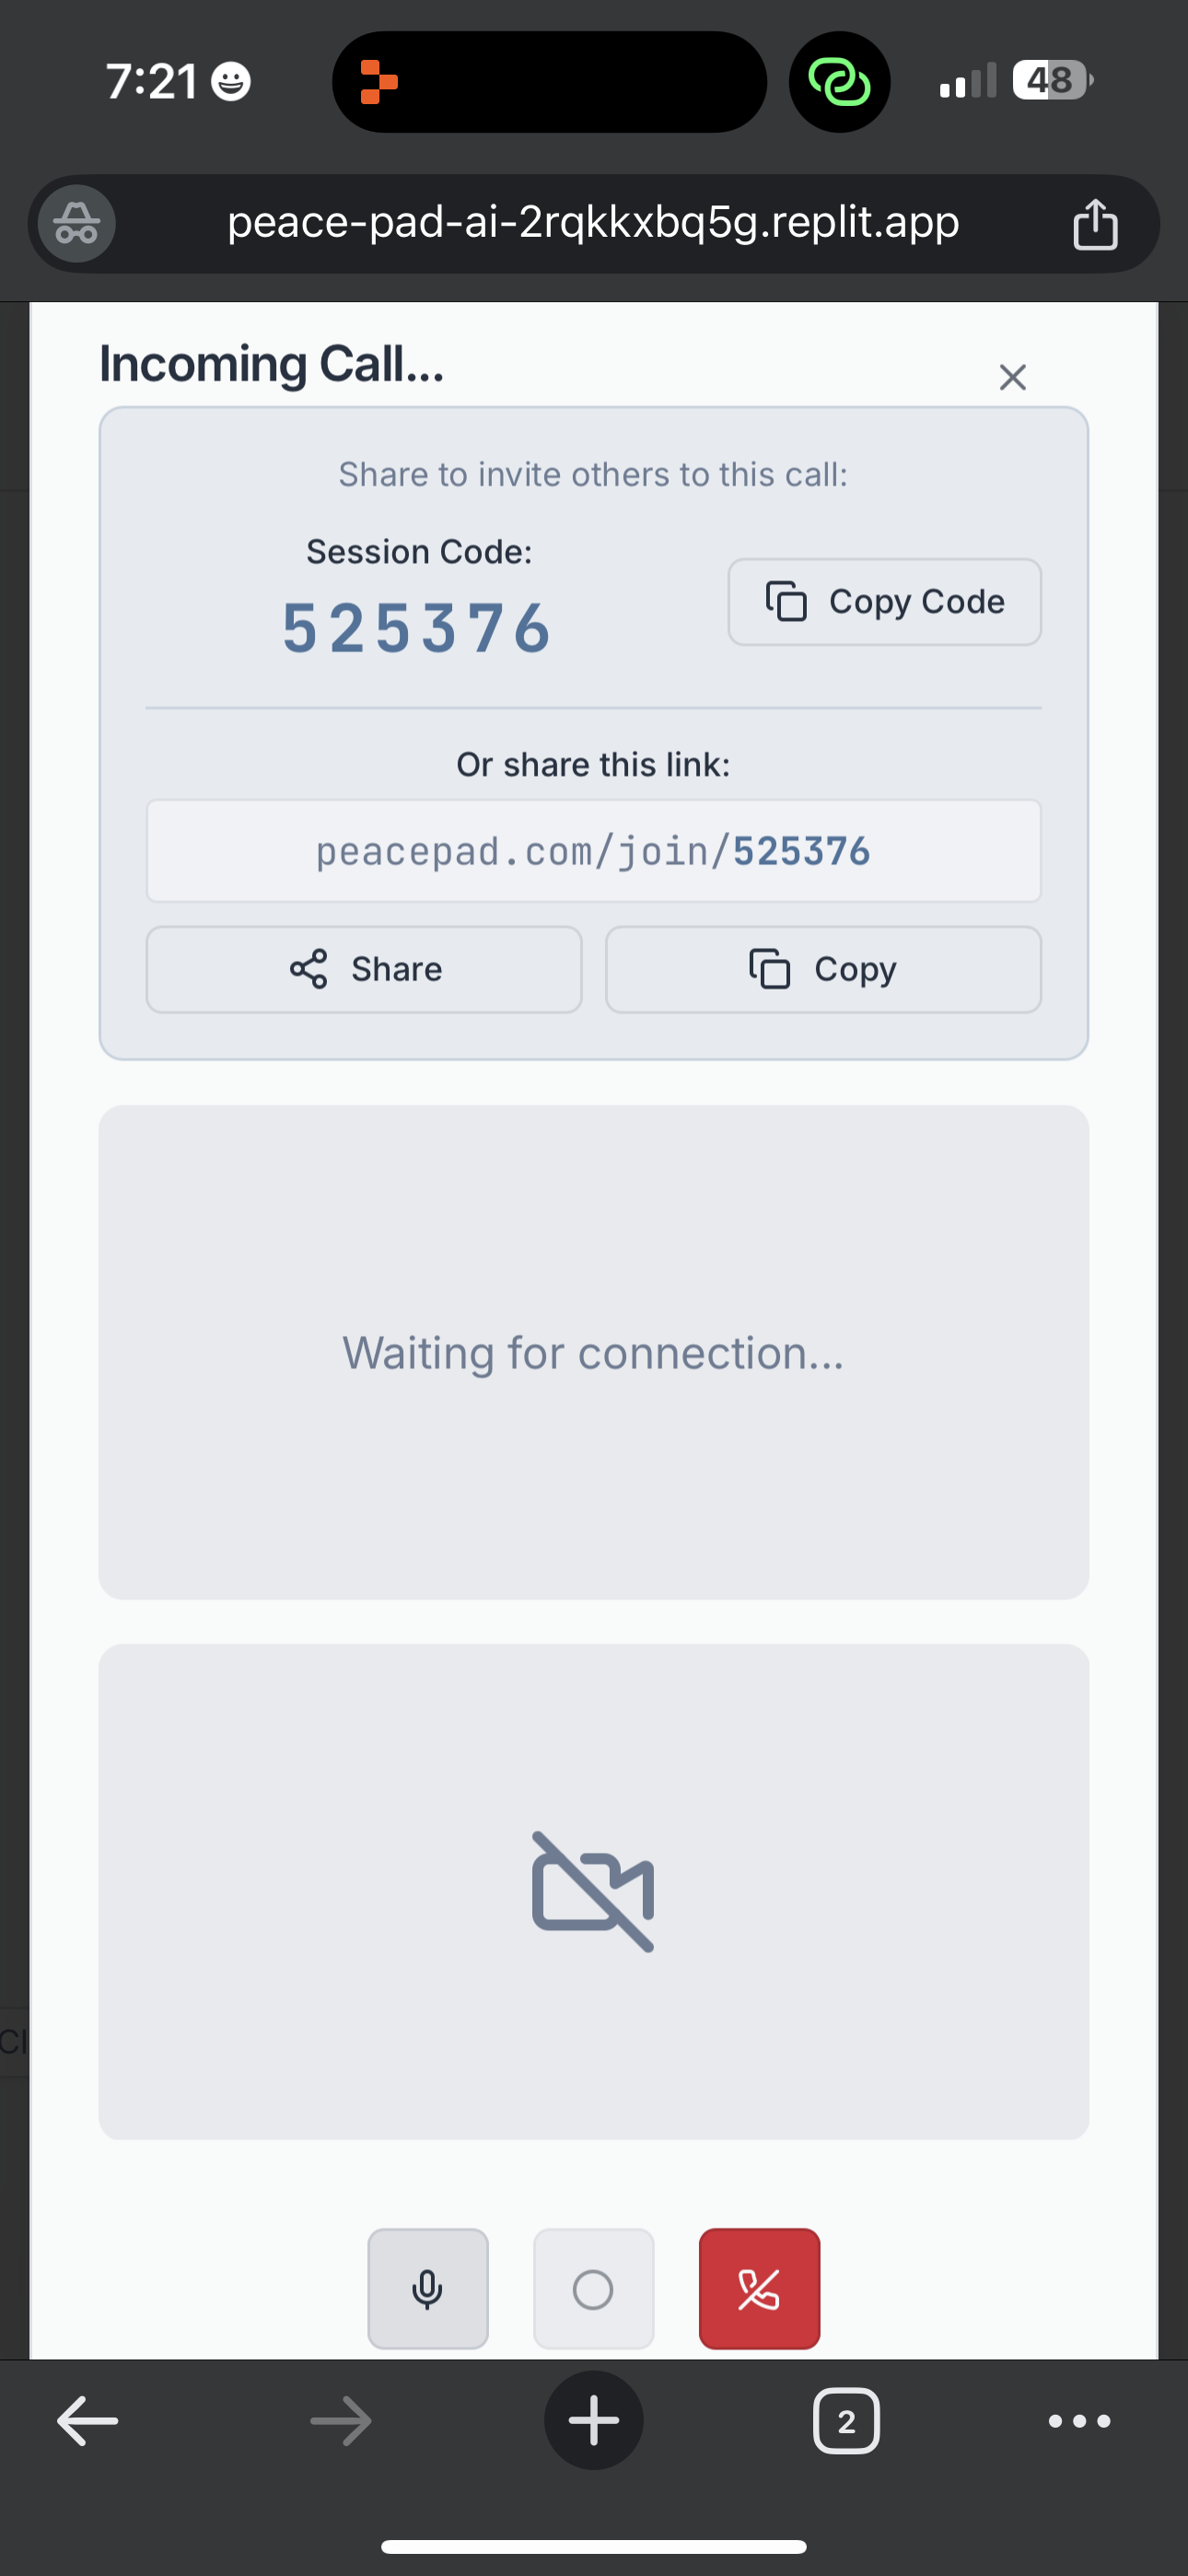 7:21
48
peace-pad-ai-2rqkkxbq5g.replit.app
Incoming Call...
Share to invite others to this call:
Session Code:
525376
Copy Code
Or share this link:
peacepad.com/join/525376
Share
Copy
Waiting for connection...
Cl
2